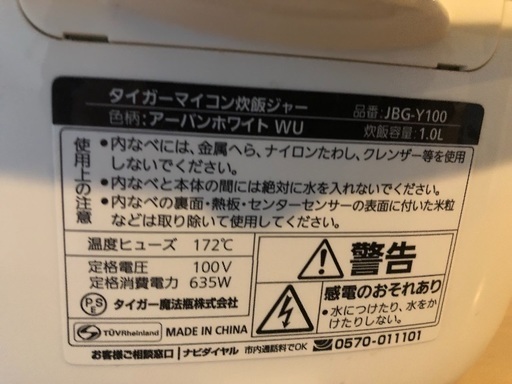 タイガーマイコン炊飯ジャー
品番: JBG-Y100
色柄: アーバンホワイト WU
炊飯容量: 1.0L
使用上の注意
•内なべには、金属へら、ナイロンたわし、クレンザー等を使用
しないでください。
•内なべと本体の間には絶対に水を入れないでください。
•内なべの裏面・熱板・センターセンサーの表面に付いた米粒
などは取り除いて使用してください。
温度ヒューズ 172℃
定格電圧 100V
定格消費電力 635W
PSE タイガー魔法瓶株式会社
TÜVRheinland MADE IN CHINA
警告
感電のおそれあり
•水につけたり、水をか
けたりしない。
お客様ご相談窓口 ナビダイヤル 市内通話料でOK 0570-011101